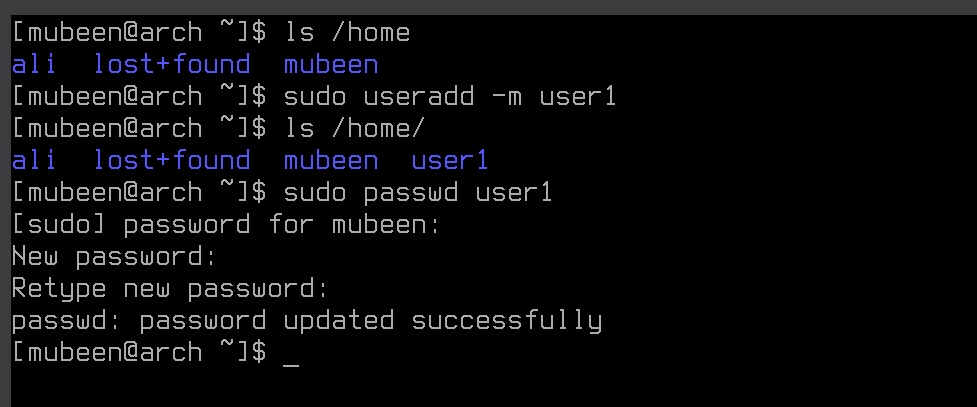 [mubeen@arch ~]$ ls /home
ali  lost+found  mubeen
[mubeen@arch ~]$ sudo useradd -m user1
[mubeen@arch ~]$ ls /home/
ali  lost+found  mubeen  user1
[mubeen@arch ~]$ sudo passwd user1
[sudo] password for mubeen:
New password:
Retype new password:
passwd: password updated successfully
[mubeen@arch ~]$ _